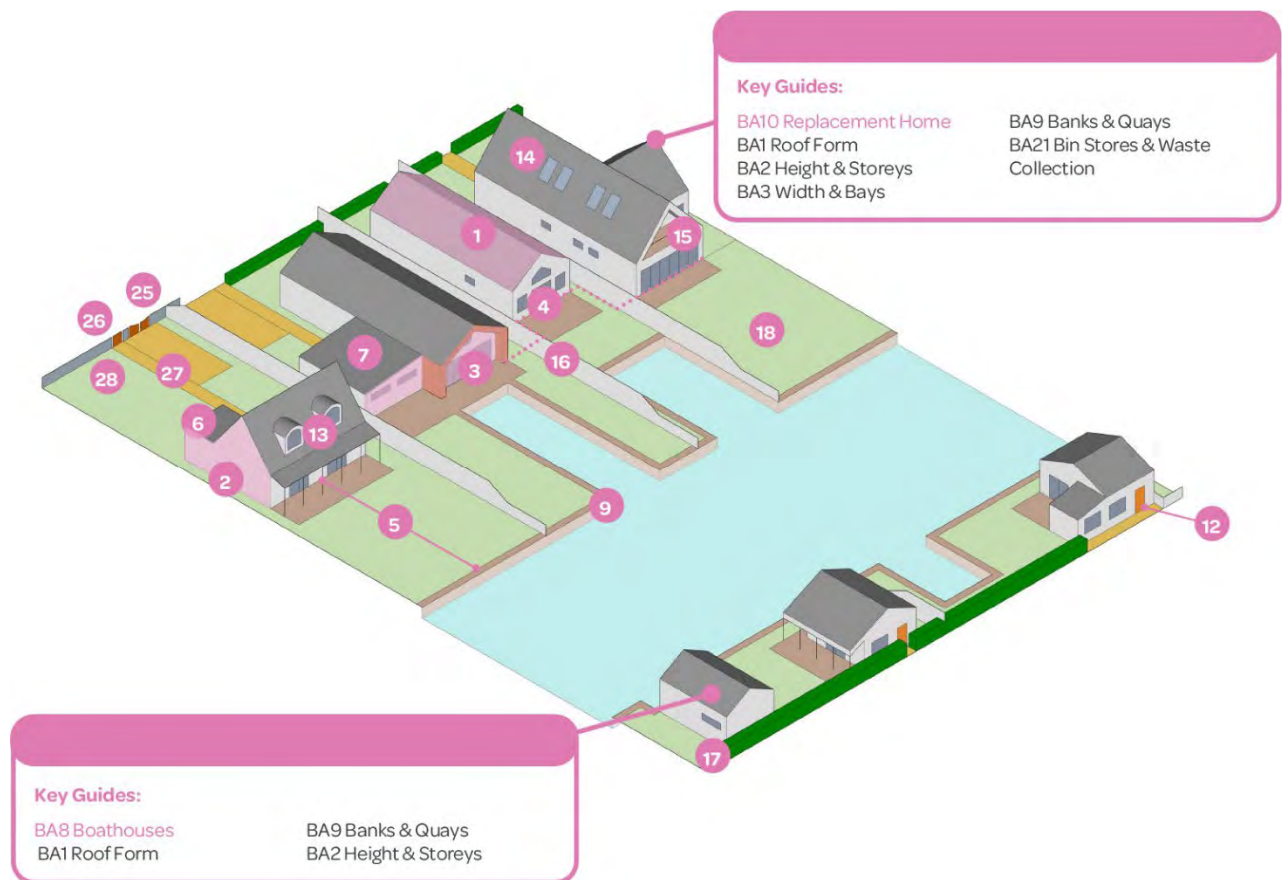 Key Guides:
BA10 Replacement Home
BA1 Roof Form
BA2 Height & Storeys
BA3 Width & Bays
BA9 Banks & Quays
BA21 Bin Stores & Waste
Collection
14
1
15
4
25
26
7
3
16
18
28
27
6
13
2
5
9
12
17
Key Guides:
BA8 Boathouses
BA1 Roof Form
BA9 Banks & Quays
BA2 Height & Storeys